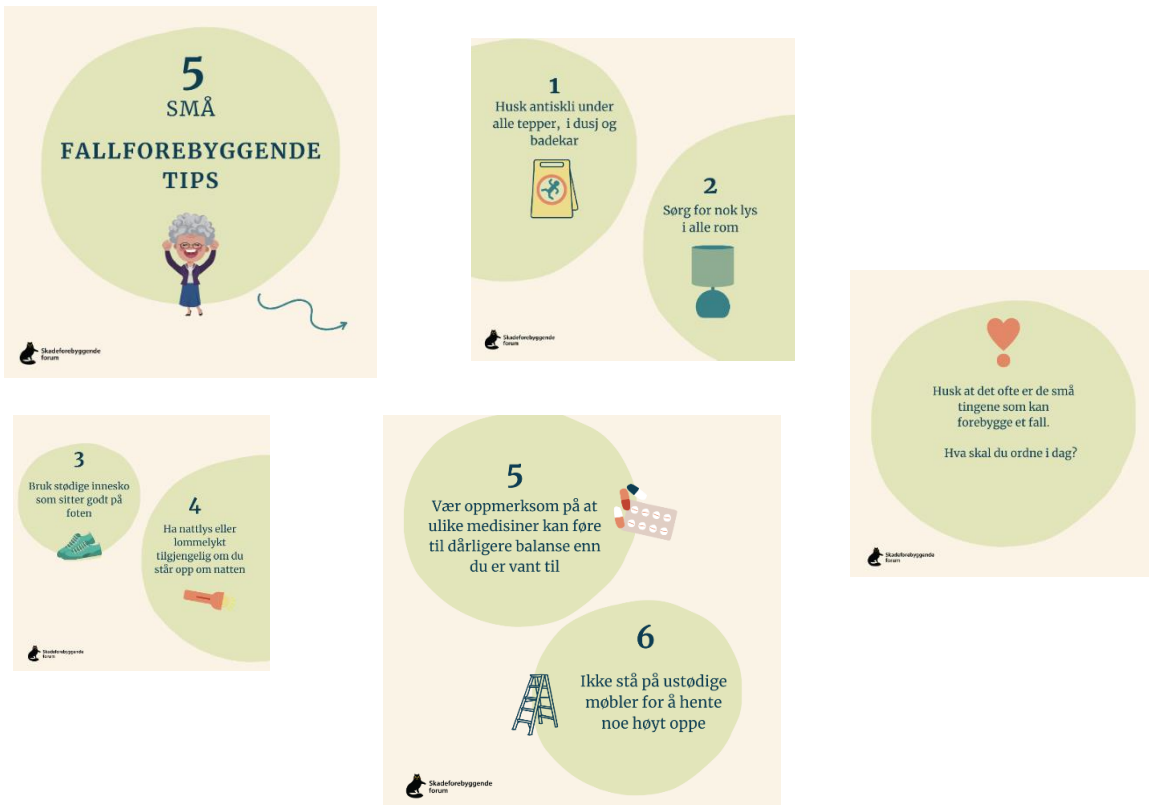 5
SMÅ
FALLFOREBYGGENDE
TIPS
Skadeforebyggende
forum
1
Husk antiskli under
alle tepper, i dusj og
badekar
2
Sørg for nok lys
i alle rom
Skadeforebyggende
forum
3
Bruk stødige innesko
som sitter godt på
foten
4
Ha nattlys eller
lommelykt
tilgjengelig om du
står opp om natten
Skadeforebyggende
forum
5
Vær oppmerksom på at
ulike medisiner kan føre
til dårligere balanse enn
du er vant til
6
Ikke stå på ustødige
møbler for å hente
noe høyt oppe
Skadeforebyggende
forum
Husk at det ofte er de små
tingene som kan
forebygge et fall.
Hva skal du ordne i dag?
Skadeforebyggende
forum